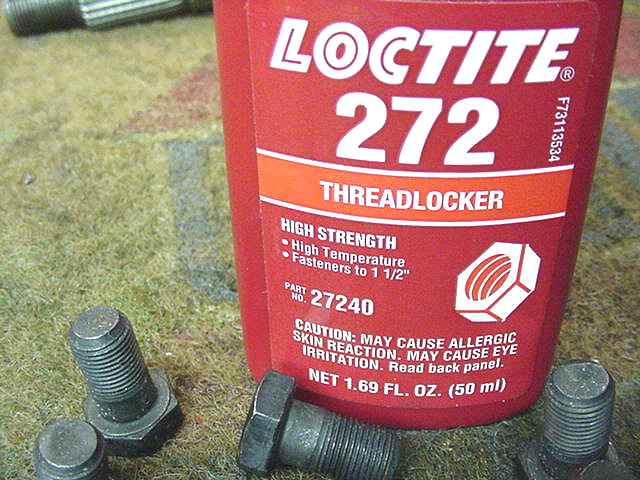 LOCTITE®
272
F73113534
THREADLOCKER
HIGH STRENGTH
• High Temperature
• Fasteners to 1 1/2"
PART
NO. 27240
CAUTION: MAY CAUSE ALLERGIC
SKIN REACTION. MAY CAUSE EYE
IRRITATION. Read back panel.
NET 1.69 FL. OZ. (50 ml)